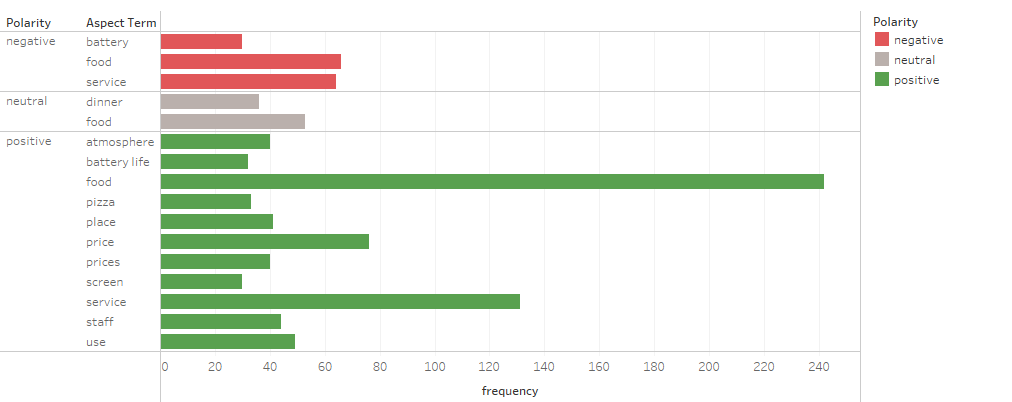 Polarity Aspect Term
negative battery
food
service
neutral dinner
food
positive atmosphere
battery life
food
pizza
place
price
prices
screen
service
staff
use
0 20 40 60 80 100 120 140 160 180 200 220 240
frequency
Polarity
negative
neutral
positive